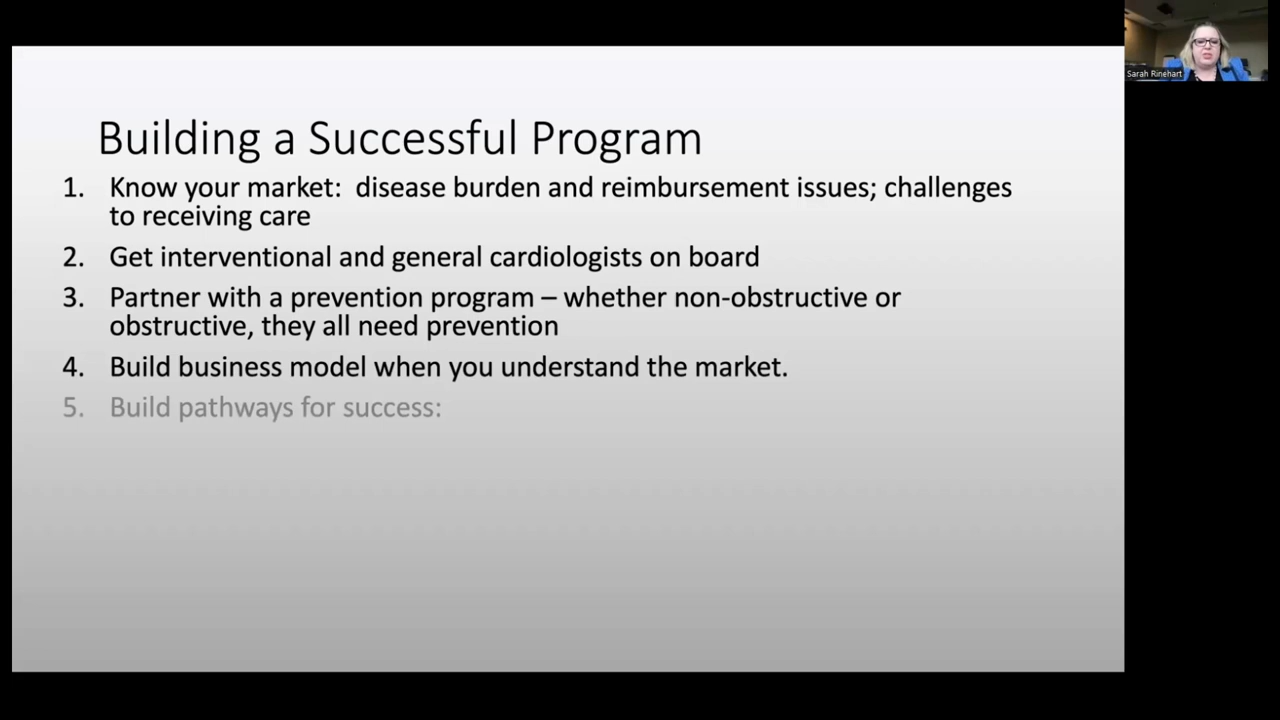 Building a Successful Program
1. Know your market:  disease burden and reimbursement issues; challenges
to receiving care
2. Get interventional and general cardiologists on board
3. Partner with a prevention program – whether non-obstructive or
obstructive, they all need prevention
4. Build business model when you understand the market.
5. Build pathways for success:
Sarah Rinehart